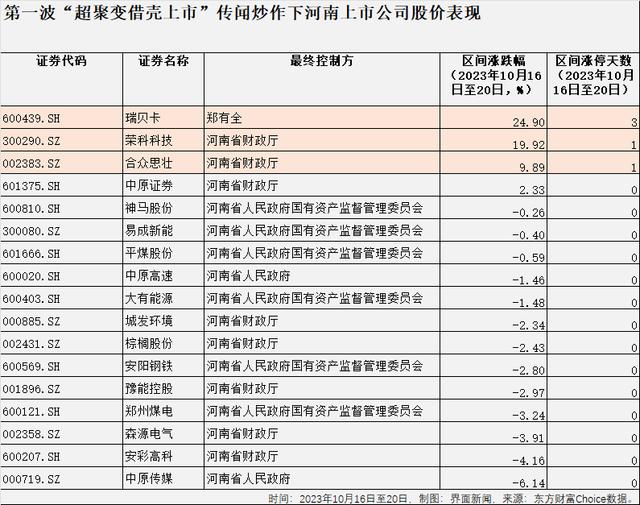 第一波“超聚变借壳上市”传闻炒作下河南上市公司股价表现
证券代码 证券名称 最终控制方 区间涨跌幅（2023年10月16日至20日，%） 区间涨停天数（2023年10月16日至20日）
600439.SH 瑞贝卡 郑有全 24.90 3
300290.SZ 荣科科技 河南省财政厅 19.92 1
002383.SZ 合众思壮 河南省财政厅 9.89 1
601375.SH 中原证券 河南省财政厅 2.33 0
600810.SH 神马股份 河南省人民政府国有资产监督管理委员会 -0.26 0
300080.SZ 易成新能 河南省人民政府国有资产监督管理委员会 -0.40 0
601666.SH 平煤股份 河南省人民政府国有资产监督管理委员会 -0.59 0
600020.SH 中原高速 河南省人民政府 -1.46 0
600403.SH 大有能源 河南省人民政府国有资产监督管理委员会 -1.48 0
000885.SZ 城发环境 河南省财政厅 -2.34 0
002431.SZ 棕榈股份 河南省财政厅 -2.43 0
600569.SH 安阳钢铁 河南省人民政府国有资产监督管理委员会 -2.80 0
001896.SZ 豫能控股 河南省财政厅 -2.97 0
600121.SH 郑州煤电 河南省人民政府国有资产监督管理委员会 -3.24 0
002358.SZ 森源电气 河南省财政厅 -3.91 0
600207.SH 安彩高科 河南省财政厅 -4.16 0
000719.SZ 中原传媒 河南省人民政府 -6.14 0
时间：2023年10月16日至20日，制图：界面新闻，来源：东方财富Choice数据。